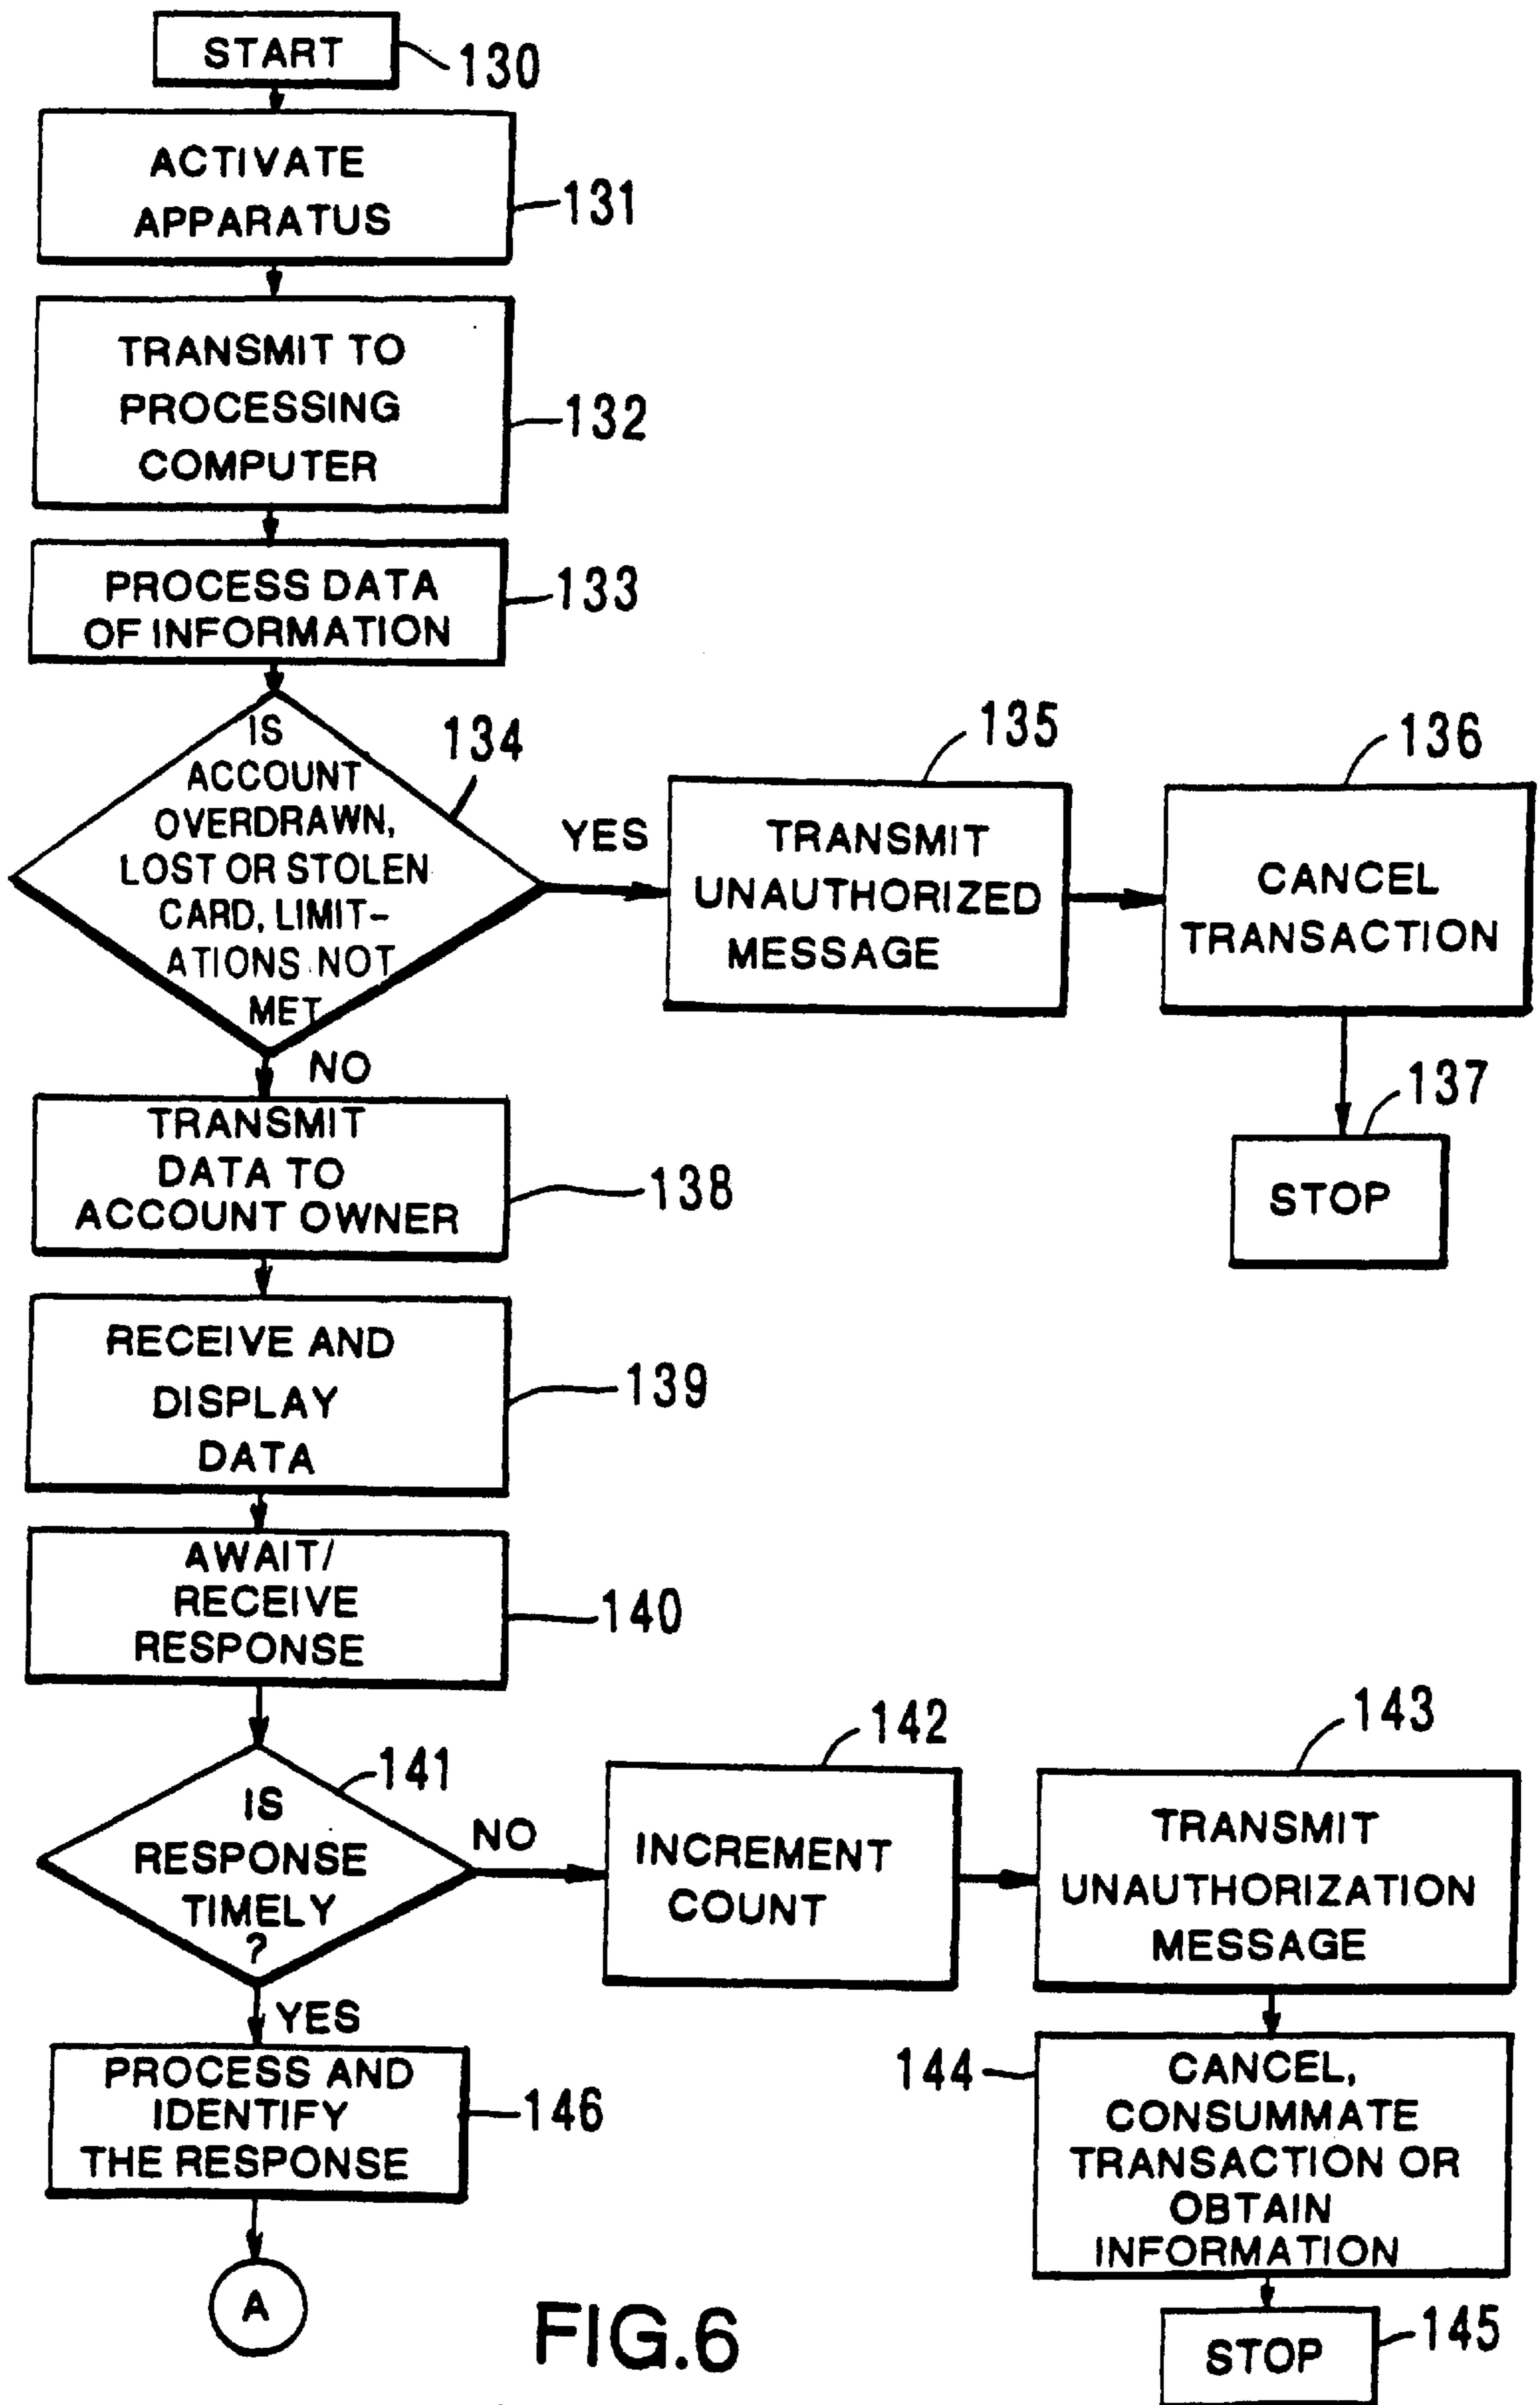 START
130
ACTIVATE
APPARATUS
131
TRANSMIT TO
PROCESSING
COMPUTER
132
PROCESS DATA
OF INFORMATION
133
IS
ACCOUNT
OVERDRAWN,
LOST OR STOLEN
CARD, LIMIT-
ATIONS NOT
MET
134
YES
TRANSMIT
UNAUTHORIZED
MESSAGE
135
CANCEL
TRANSACTION
136
STOP
137
NO
TRANSMIT
DATA TO
ACCOUNT OWNER
138
RECEIVE AND
DISPLAY
DATA
139
AWAIT/
RECEIVE
RESPONSE
140
IS
RESPONSE
TIMELY
?
141
NO
INCREMENT
COUNT
142
TRANSMIT
UNAUTHORIZATION
MESSAGE
143
CANCEL,
CONSUMMATE
TRANSACTION OR
OBTAIN
INFORMATION
144
STOP
145
YES
PROCESS AND
IDENTIFY
THE RESPONSE
146
A
FIG.6